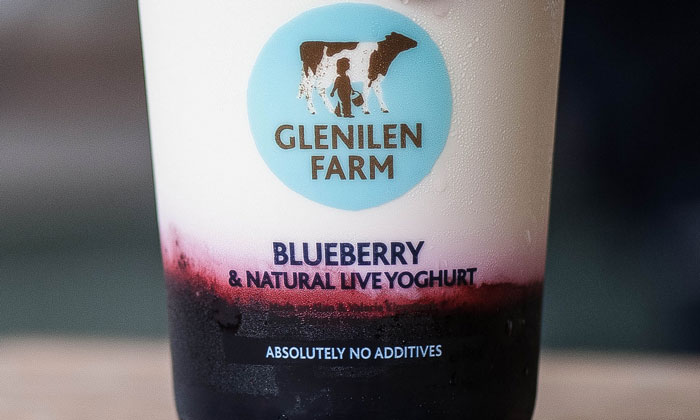 GLENILEN
FARM
BLUEBERRY
& NATURAL LIVE YOGHURT
ABSOLUTELY NO ADDITIVES